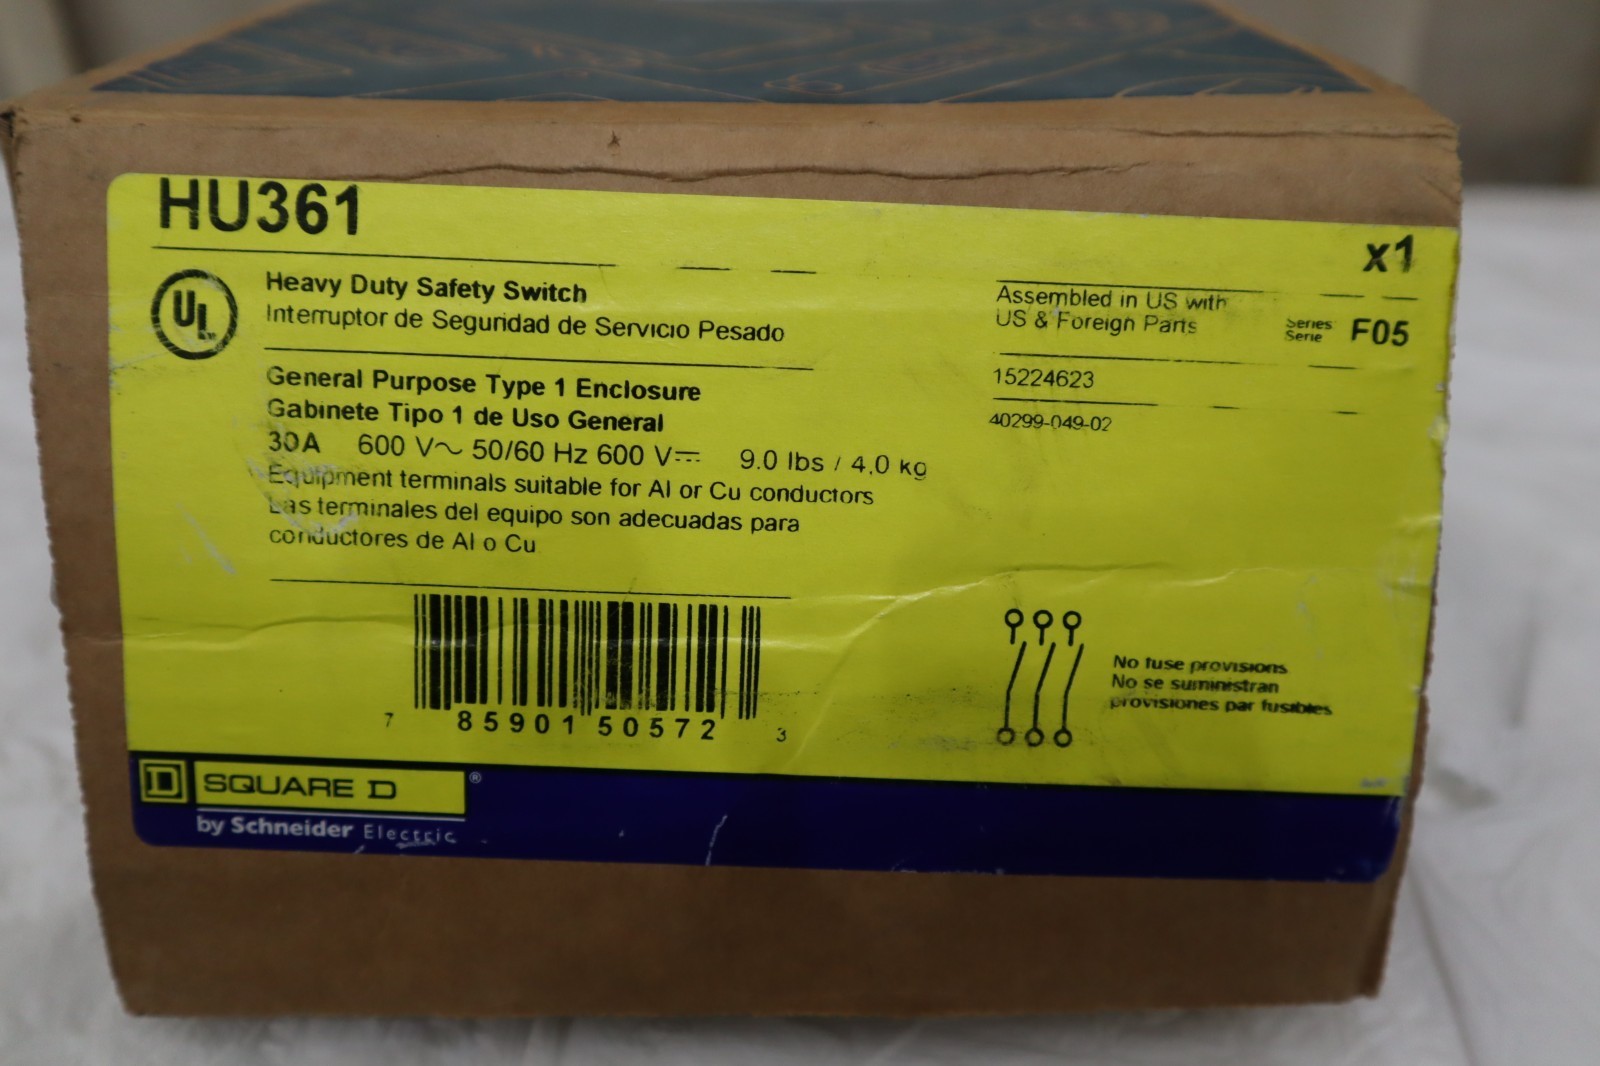 HU361
x1
UL
Heavy Duty Safety Switch
Interruptor de Seguridad de Servicio Pesado
Assembled in US with
US & Foreign Parts
Series
Serie
F05
General Purpose Type 1 Enclosure
Gabinete Tipo 1 de Uso General
30A 600 V~ 50/60 Hz 600 V⎓ 9.0 lbs / 4,0 kg
Equipment terminals suitable for Al or Cu conductors
Las terminales del equipo son adecuadas para
conductores de Al o Cu
15224623
40299-049-02
7 85901 50572 3
No fuse provisions
No se suministran
provisiones par fusibles
D SQUARE D ®
by Schneider Electric